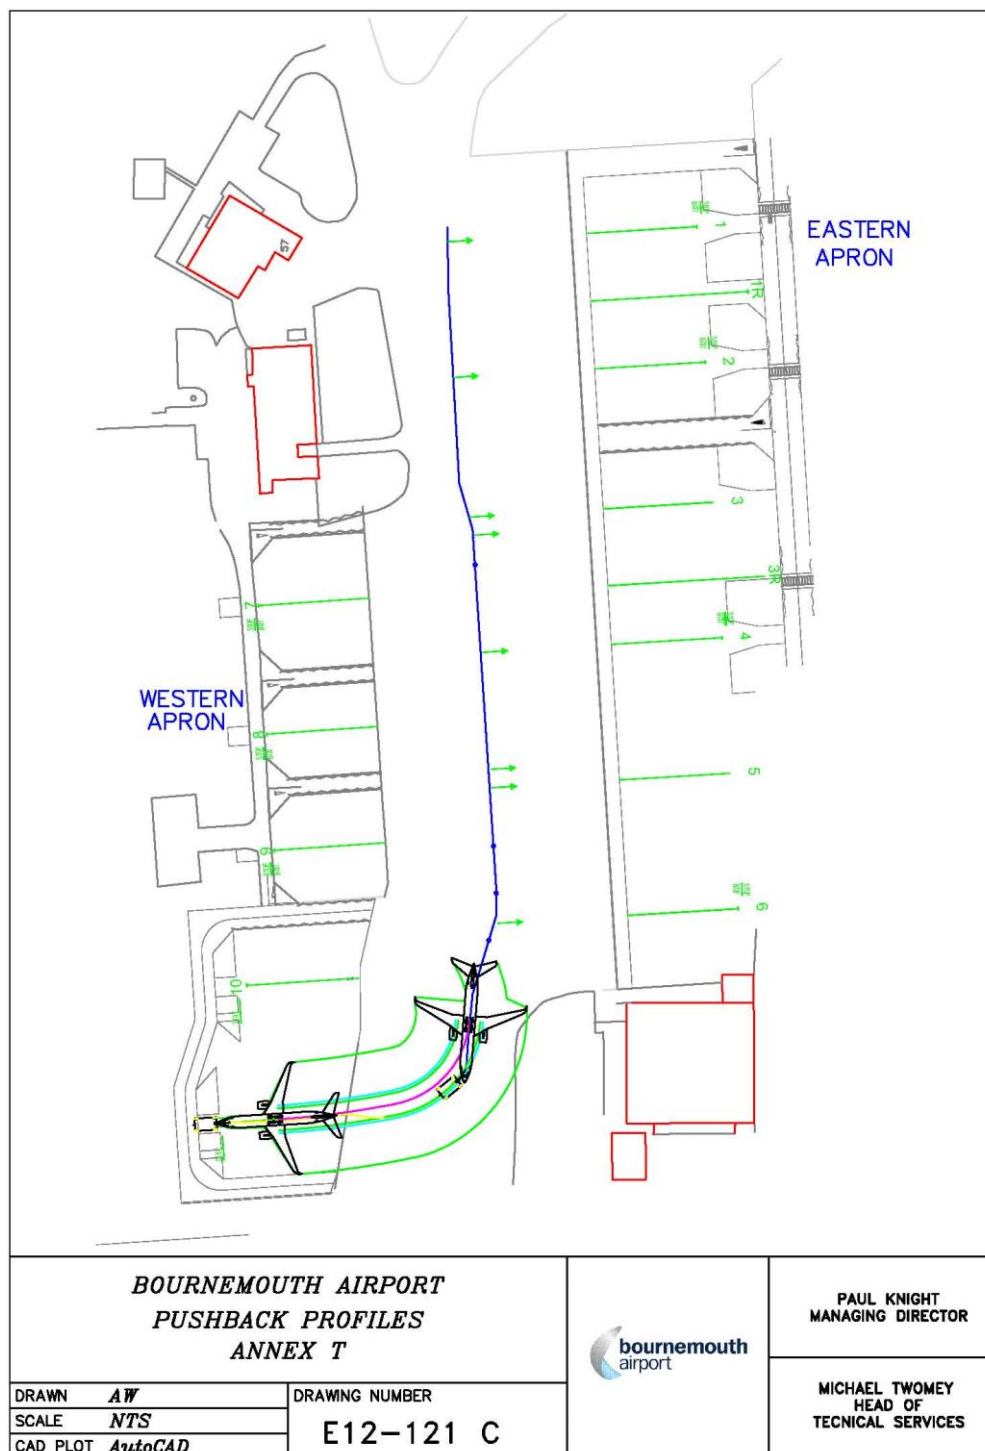 57
EASTERN
APRON
1
1R
2
3
3R
4
5
6
WESTERN
APRON
7
8
9
10
BOURNEMOUTH AIRPORT
PUSHBACK PROFILES
ANNEX T
DRAWN AW
SCALE NTS
CAD PLOT AutoCAD
DRAWING NUMBER
E12-121 C
bournemouth
airport
PAUL KNIGHT
MANAGING DIRECTOR
MICHAEL TWOMEY
HEAD OF
TECNICAL SERVICES